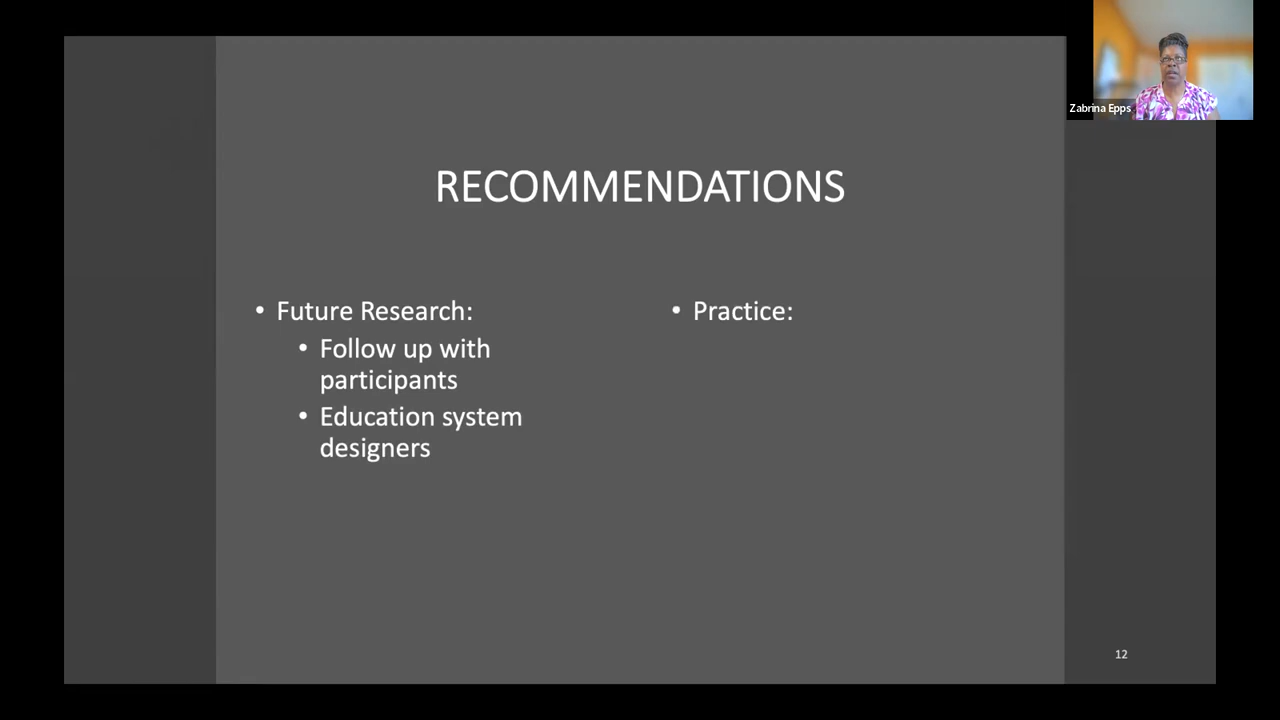 Zabrina Epps
RECOMMENDATIONS
• Future Research:
• Follow up with
participants
• Education system
designers
• Practice:
12